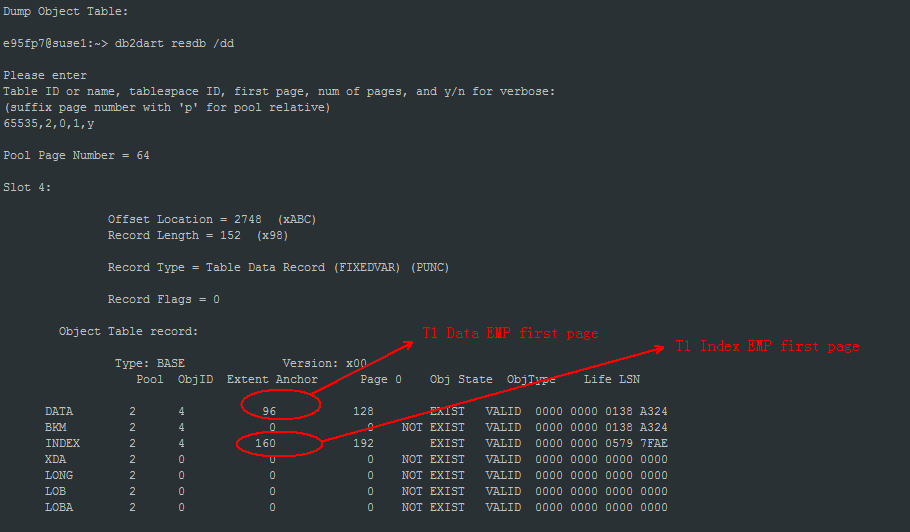 Dump Object Table:
e95fp7@suse1:~> db2dart resdb /dd
Please enter
Table ID or name, tablespace ID, first page, num of pages, and y/n for verbose:
(suffix page number with 'p' for pool relative)
65535,2,0,1,y
Pool Page Number = 64
Slot 4:
Offset Location = 2748  (xABC)
Record Length = 152  (x98)
Record Type = Table Data Record (FIXEDVAR) (PUNC)
Record Flags = 0
Object Table record:
T1 Data EMP first page
T1 Index EMP first page
Type: BASE Version: x00
Pool ObjID Extent Anchor Page 0 Obj State ObjType Life LSN
DATA 2 4 96 128 EXIST VALID 0000 0000 0138 A324
BKM 2 4 0 0 NOT EXIST VALID 0000 0000 0138 A324
INDEX 2 4 160 192 EXIST VALID 0000 0000 0579 7FAE
XDA 2 0 0 0 NOT EXIST VALID 0000 0000 0000 0000
LONG 2 0 0 0 NOT EXIST VALID 0000 0000 0000 0000
LOB 2 0 0 0 NOT EXIST VALID 0000 0000 0000 0000
LOBA 2 0 0 0 NOT EXIST VALID 0000 0000 0000 0000